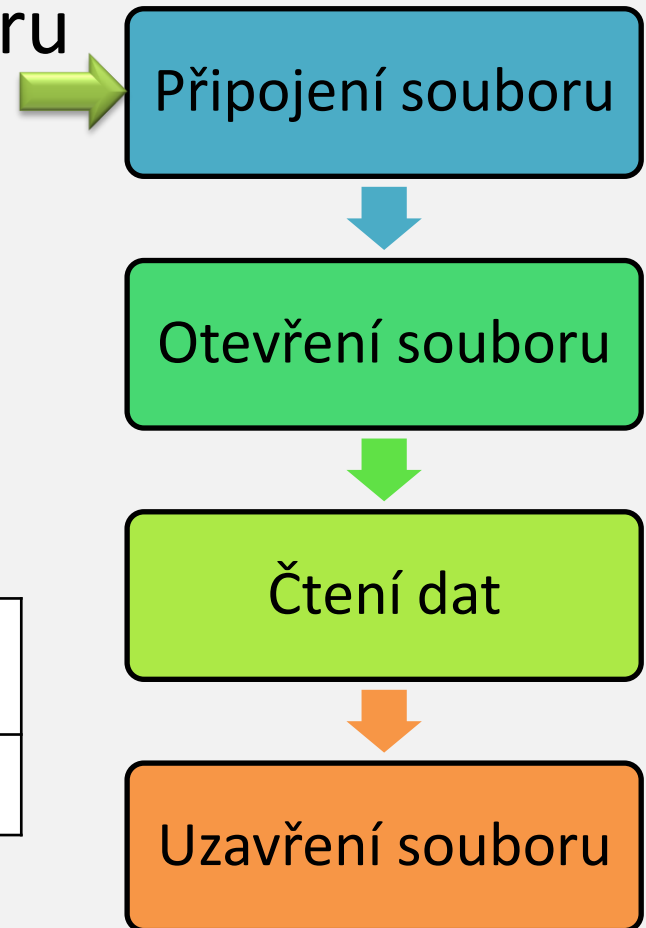 ru
Připojení souboru
Otevření souboru
Čtení dat
Uzavření souboru